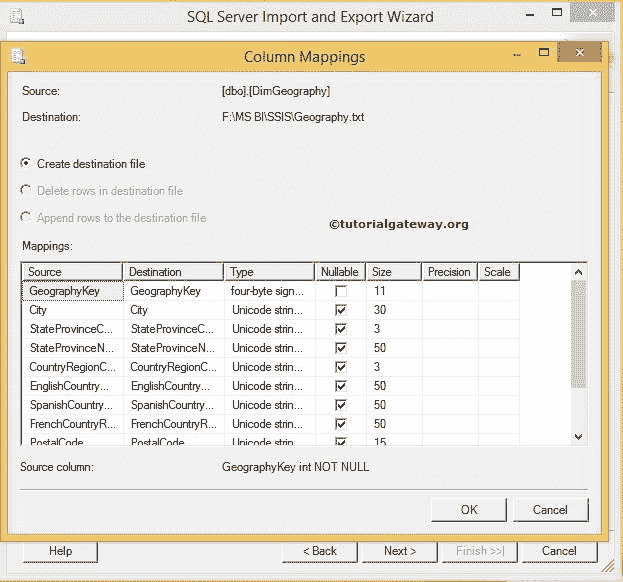 SQL Server Import and Export Wizard
Column Mappings
Source: [dbo].[DimGeography]
Destination: F:\MS BI\SSIS\Geography.txt
Create destination file
Delete rows in destination file
Append rows to the destination file
©tutorialgateway.org
Mappings:
Source Destination Type Nullable Size Precision Scale
GeographyKey GeographyKey four-byte sign... 11
City City Unicode strin... 30
StateProvinceC... StateProvinceC... Unicode strin... 3
StateProvinceN... StateProvinceN... Unicode strin... 50
CountryRegionC... CountryRegionC... Unicode strin... 3
EnglishCountry... EnglishCountry... Unicode strin... 50
SpanishCountry... SpanishCountry... Unicode strin... 50
FrenchCountryR... FrenchCountryR... Unicode strin... 50
PostalCode PostalCode Unicode strin... 15
Source column: GeographyKey int NOT NULL
OK Cancel
Help < Back Next > Finish >>| Cancel